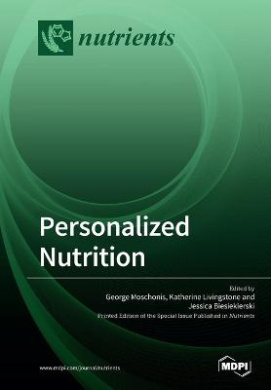 nutrients
Personalized
Nutrition
Edited by
George Moschonis, Katherine Livingstone and
Jessica Biesiekierski
Printed Edition of the Special Issue Published in Nutrients
www.mdpi.com/journal/nutrients
MDPI